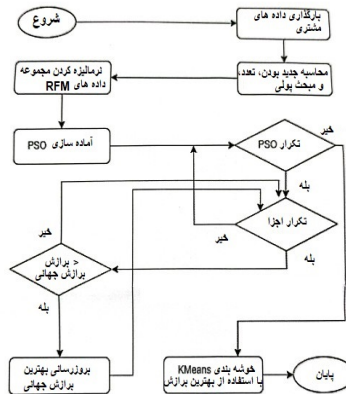 شروع
بارگذاری داده های
مشتری
محاسبه جدید بودن، تعدد،
و مبحث پولی
نرمالیزه کردن مجموعه
داده های RFM
آماده سازی PSO
تکرار PSO
خیر
بله
تکرار اجزا
خیر
بله
خیر
برازش >
برازش جهانی
بله
بروزرسانی بهترین
برازش جهانی
خوشه بندی KMeans
با استفاده از بهترین برازش
پایان